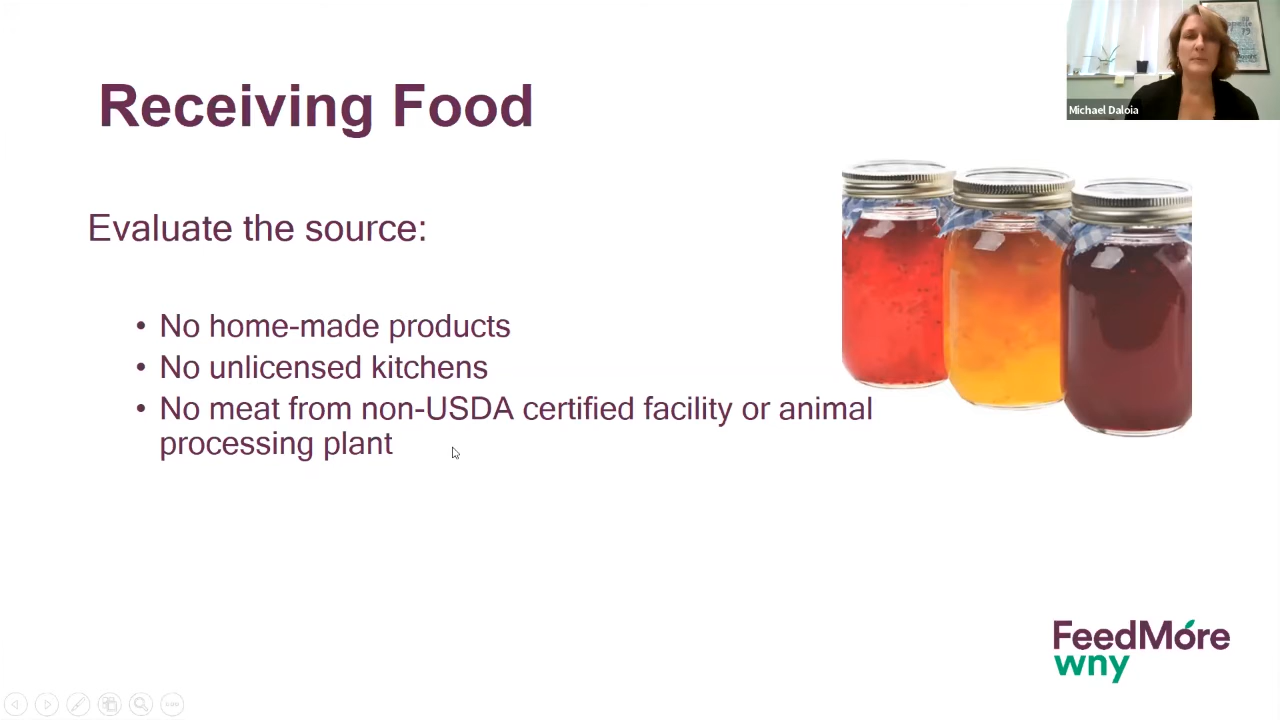 Receiving Food
Michael Daloia
Evaluate the source:
• No home-made products
• No unlicensed kitchens
• No meat from non-USDA certified facility or animal
processing plant
FeedMore
wny